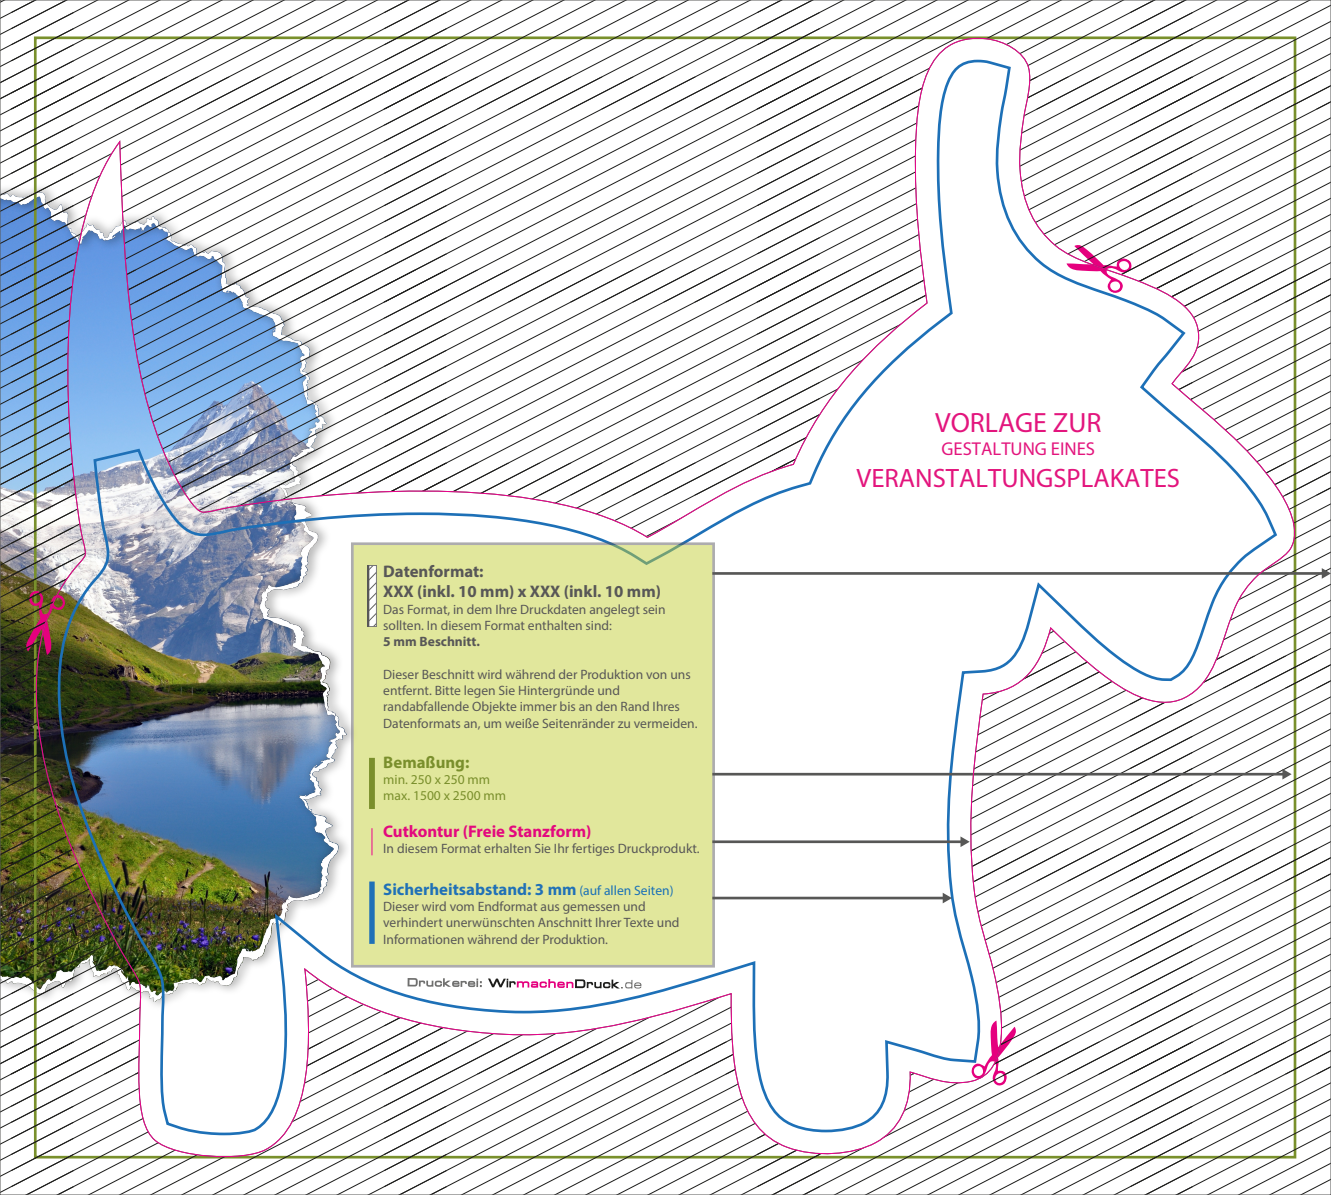 VORLAGE ZUR
GESTALTUNG EINES
VERANSTALTUNGSPLAKATES
Datenformat:
XXX (inkl. 10 mm) x XXX (inkl. 10 mm)
Das Format, in dem Ihre Druckdaten angelegt sein
sollten. In diesem Format enthalten sind:
5 mm Beschnitt.
Dieser Beschnitt wird während der Produktion von uns
entfernt. Bitte legen Sie Hintergründe und
randabfallende Objekte immer bis an den Rand Ihres
Datenformats an, um weiße Seitenränder zu vermeiden.
Bemaßung:
min. 250 x 250 mm
max. 1500 x 2500 mm
Cutkontur (Freie Stanzform)
In diesem Format erhalten Sie Ihr fertiges Druckprodukt.
Sicherheitsabstand: 3 mm (auf allen Seiten)
Dieser wird vom Endformat aus gemessen und
verhindert unerwünschten Anschnitt Ihrer Texte und
Informationen während der Produktion.
Druckerei: WirmachenDruck.de